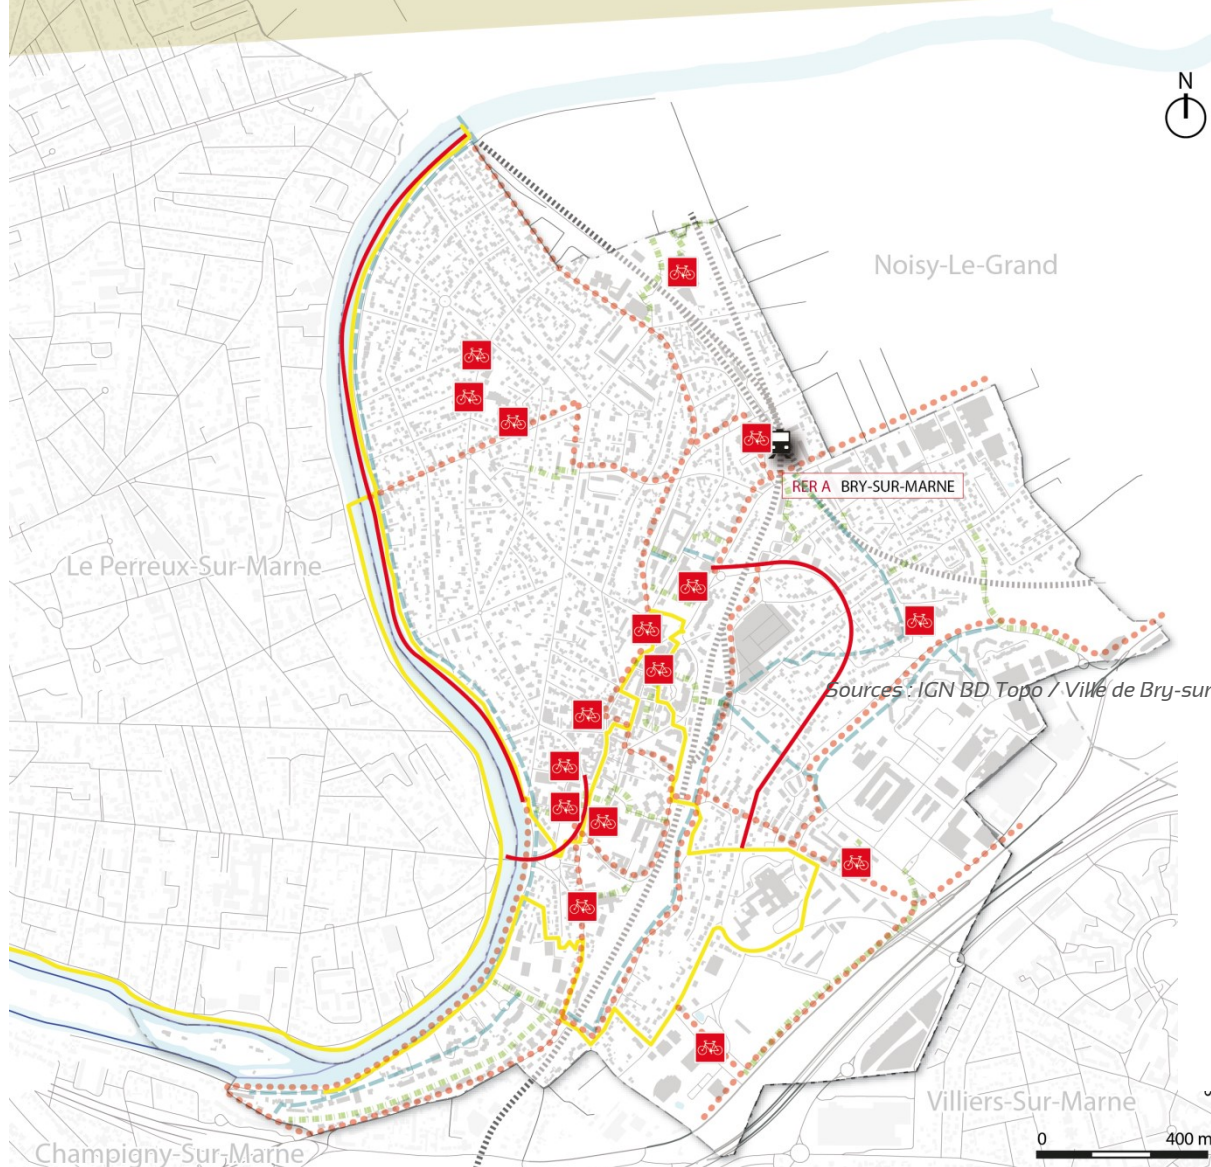 N
Noisy-Le-Grand
RER A BRY-SUR-MARNE
Le Perreux-Sur-Marne
Sources : IGN BD Topo / Ville de Bry-sur
Villiers-Sur-Marne
0 400 m
Champigny-Sur-Marne